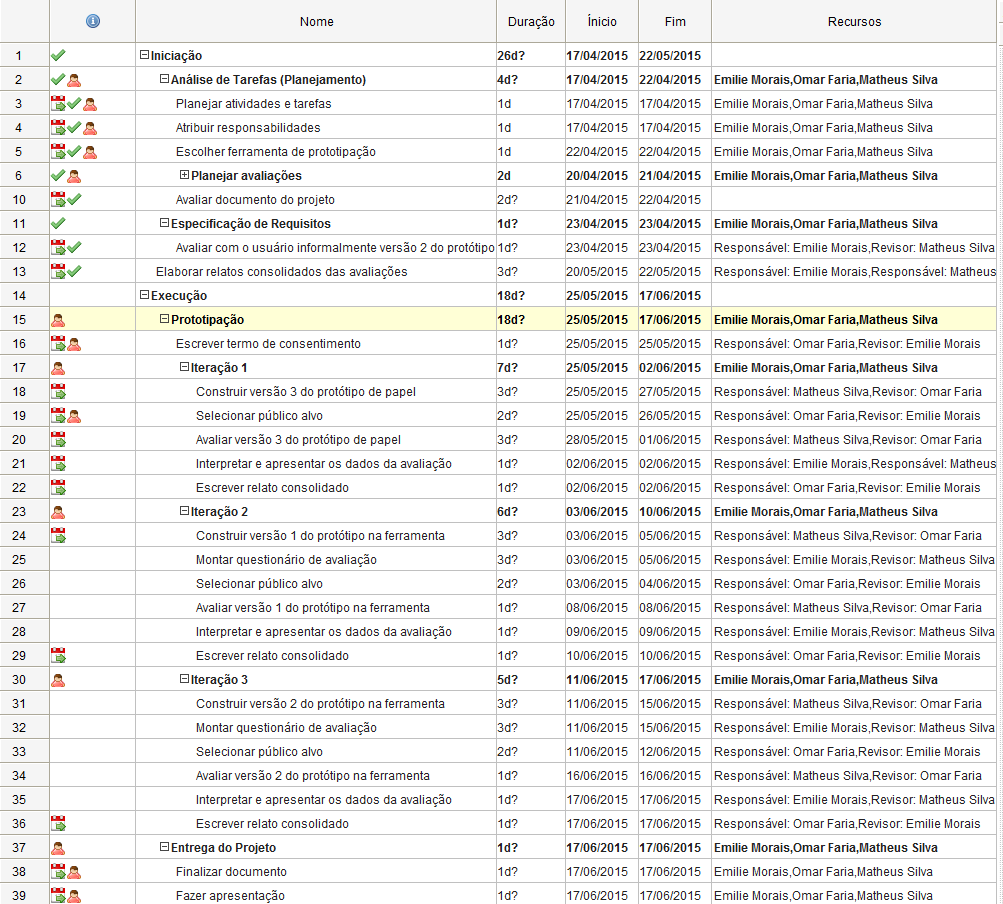 Nome Duração Ínicio Fim Recursos
1 Iniciação 26d? 17/04/2015 22/05/2015
2 Análise de Tarefas (Planejamento) 4d? 17/04/2015 22/04/2015 Emilie Morais,Omar Faria,Matheus Silva
3 Planejar atividades e tarefas 1d 17/04/2015 17/04/2015 Emilie Morais,Omar Faria,Matheus Silva
4 Atribuir responsabilidades 1d 17/04/2015 17/04/2015 Emilie Morais,Omar Faria,Matheus Silva
5 Escolher ferramenta de prototipação 1d 22/04/2015 22/04/2015 Emilie Morais,Omar Faria,Matheus Silva
6 Planejar avaliações 2d 20/04/2015 21/04/2015 Emilie Morais,Omar Faria,Matheus Silva
10 Avaliar documento do projeto 2d? 21/04/2015 22/04/2015
11 Especificação de Requisitos 1d? 23/04/2015 23/04/2015 Emilie Morais,Omar Faria,Matheus Silva
12 Avaliar com o usuário informalmente versão 2 do protótipo 1d? 23/04/2015 23/04/2015 Responsável: Emilie Morais,Revisor: Matheus Silva
13 Elaborar relatos consolidados das avaliações 3d? 20/05/2015 22/05/2015 Responsável: Emilie Morais,Responsável: Matheus
14 Execução 18d? 25/05/2015 17/06/2015
15 Prototipação 18d? 25/05/2015 17/06/2015 Emilie Morais,Omar Faria,Matheus Silva
16 Escrever termo de consentimento 1d? 25/05/2015 25/05/2015 Responsável: Omar Faria,Revisor: Emilie Morais
17 Iteração 1 7d? 25/05/2015 02/06/2015 Emilie Morais,Omar Faria,Matheus Silva
18 Construir versão 3 do protótipo de papel 3d? 25/05/2015 27/05/2015 Responsável: Matheus Silva,Revisor: Omar Faria
19 Selecionar público alvo 2d? 25/05/2015 26/05/2015 Responsável: Omar Faria,Revisor: Emilie Morais
20 Avaliar versão 3 do protótipo de papel 3d? 28/05/2015 01/06/2015 Responsável: Matheus Silva,Revisor: Omar Faria
21 Interpretar e apresentar os dados da avaliação 1d? 02/06/2015 02/06/2015 Responsável: Emilie Morais,Responsável: Matheus
22 Escrever relato consolidado 1d? 02/06/2015 02/06/2015 Responsável: Omar Faria,Revisor: Emilie Morais
23 Iteração 2 6d? 03/06/2015 10/06/2015 Emilie Morais,Omar Faria,Matheus Silva
24 Construir versão 1 do protótipo na ferramenta 3d? 03/06/2015 05/06/2015 Responsável: Matheus Silva,Revisor: Omar Faria
25 Montar questionário de avaliação 3d? 03/06/2015 05/06/2015 Responsável: Emilie Morais,Revisor: Matheus Silva
26 Selecionar público alvo 2d? 03/06/2015 04/06/2015 Responsável: Omar Faria,Revisor: Emilie Morais
27 Avaliar versão 1 do protótipo na ferramenta 1d? 08/06/2015 08/06/2015 Responsável: Matheus Silva,Revisor: Omar Faria
28 Interpretar e apresentar os dados da avaliação 1d? 09/06/2015 09/06/2015 Responsável: Emilie Morais,Revisor: Matheus Silva
29 Escrever relato consolidado 1d? 10/06/2015 10/06/2015 Responsável: Omar Faria,Revisor: Emilie Morais
30 Iteração 3 5d? 11/06/2015 17/06/2015 Emilie Morais,Omar Faria,Matheus Silva
31 Construir versão 2 do protótipo na ferramenta 3d? 11/06/2015 15/06/2015 Responsável: Matheus Silva,Revisor: Omar Faria
32 Montar questionário de avaliação 3d? 11/06/2015 15/06/2015 Responsável: Emilie Morais,Revisor: Matheus Silva
33 Selecionar público alvo 2d? 11/06/2015 12/06/2015 Responsável: Omar Faria,Revisor: Emilie Morais
34 Avaliar versão 2 do protótipo na ferramenta 1d? 16/06/2015 16/06/2015 Responsável: Matheus Silva,Revisor: Omar Faria
35 Interpretar e apresentar os dados da avaliação 1d? 17/06/2015 17/06/2015 Responsável: Emilie Morais,Revisor: Matheus Silva
36 Escrever relato consolidado 1d? 17/06/2015 17/06/2015 Responsável: Omar Faria,Revisor: Emilie Morais
37 Entrega do Projeto 1d? 17/06/2015 17/06/2015 Emilie Morais,Omar Faria,Matheus Silva
38 Finalizar documento 1d? 17/06/2015 17/06/2015 Emilie Morais,Omar Faria,Matheus Silva
39 Fazer apresentação 1d? 17/06/2015 17/06/2015 Emilie Morais,Omar Faria,Matheus Silva